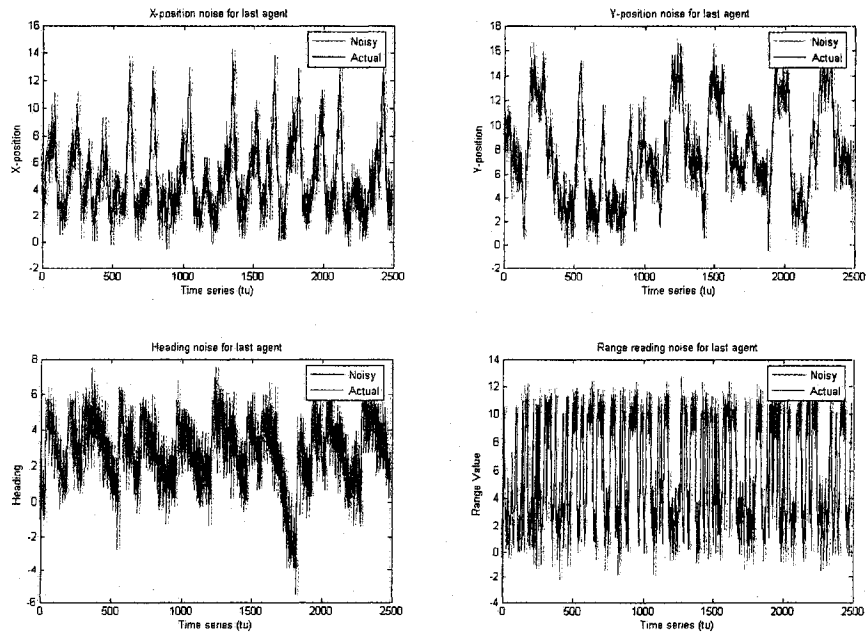 X-position noise for last agent
16
14
12
10
8
6
4
2
0
-2
X-position
Noisy
Actual
0 500 1000 1500 2000 2500
Time series (tu)
Y-position noise for last agent
18
16
14
12
10
8
6
4
2
0
-2
Y-position
Noisy
Actual
0 500 1000 1500 2000 2500
Time series (tu)
Heading noise for last agent
8
6
4
2
0
-2
-4
-6
Heading
Noisy
Actual
0 500 1000 1500 2000 2500
Time series (tu)
Range reading noise for last agent
14
12
10
8
6
4
2
0
-2
-4
Range Value
Noisy
Actual
0 500 1000 1500 2000 2500
Time series (tu)